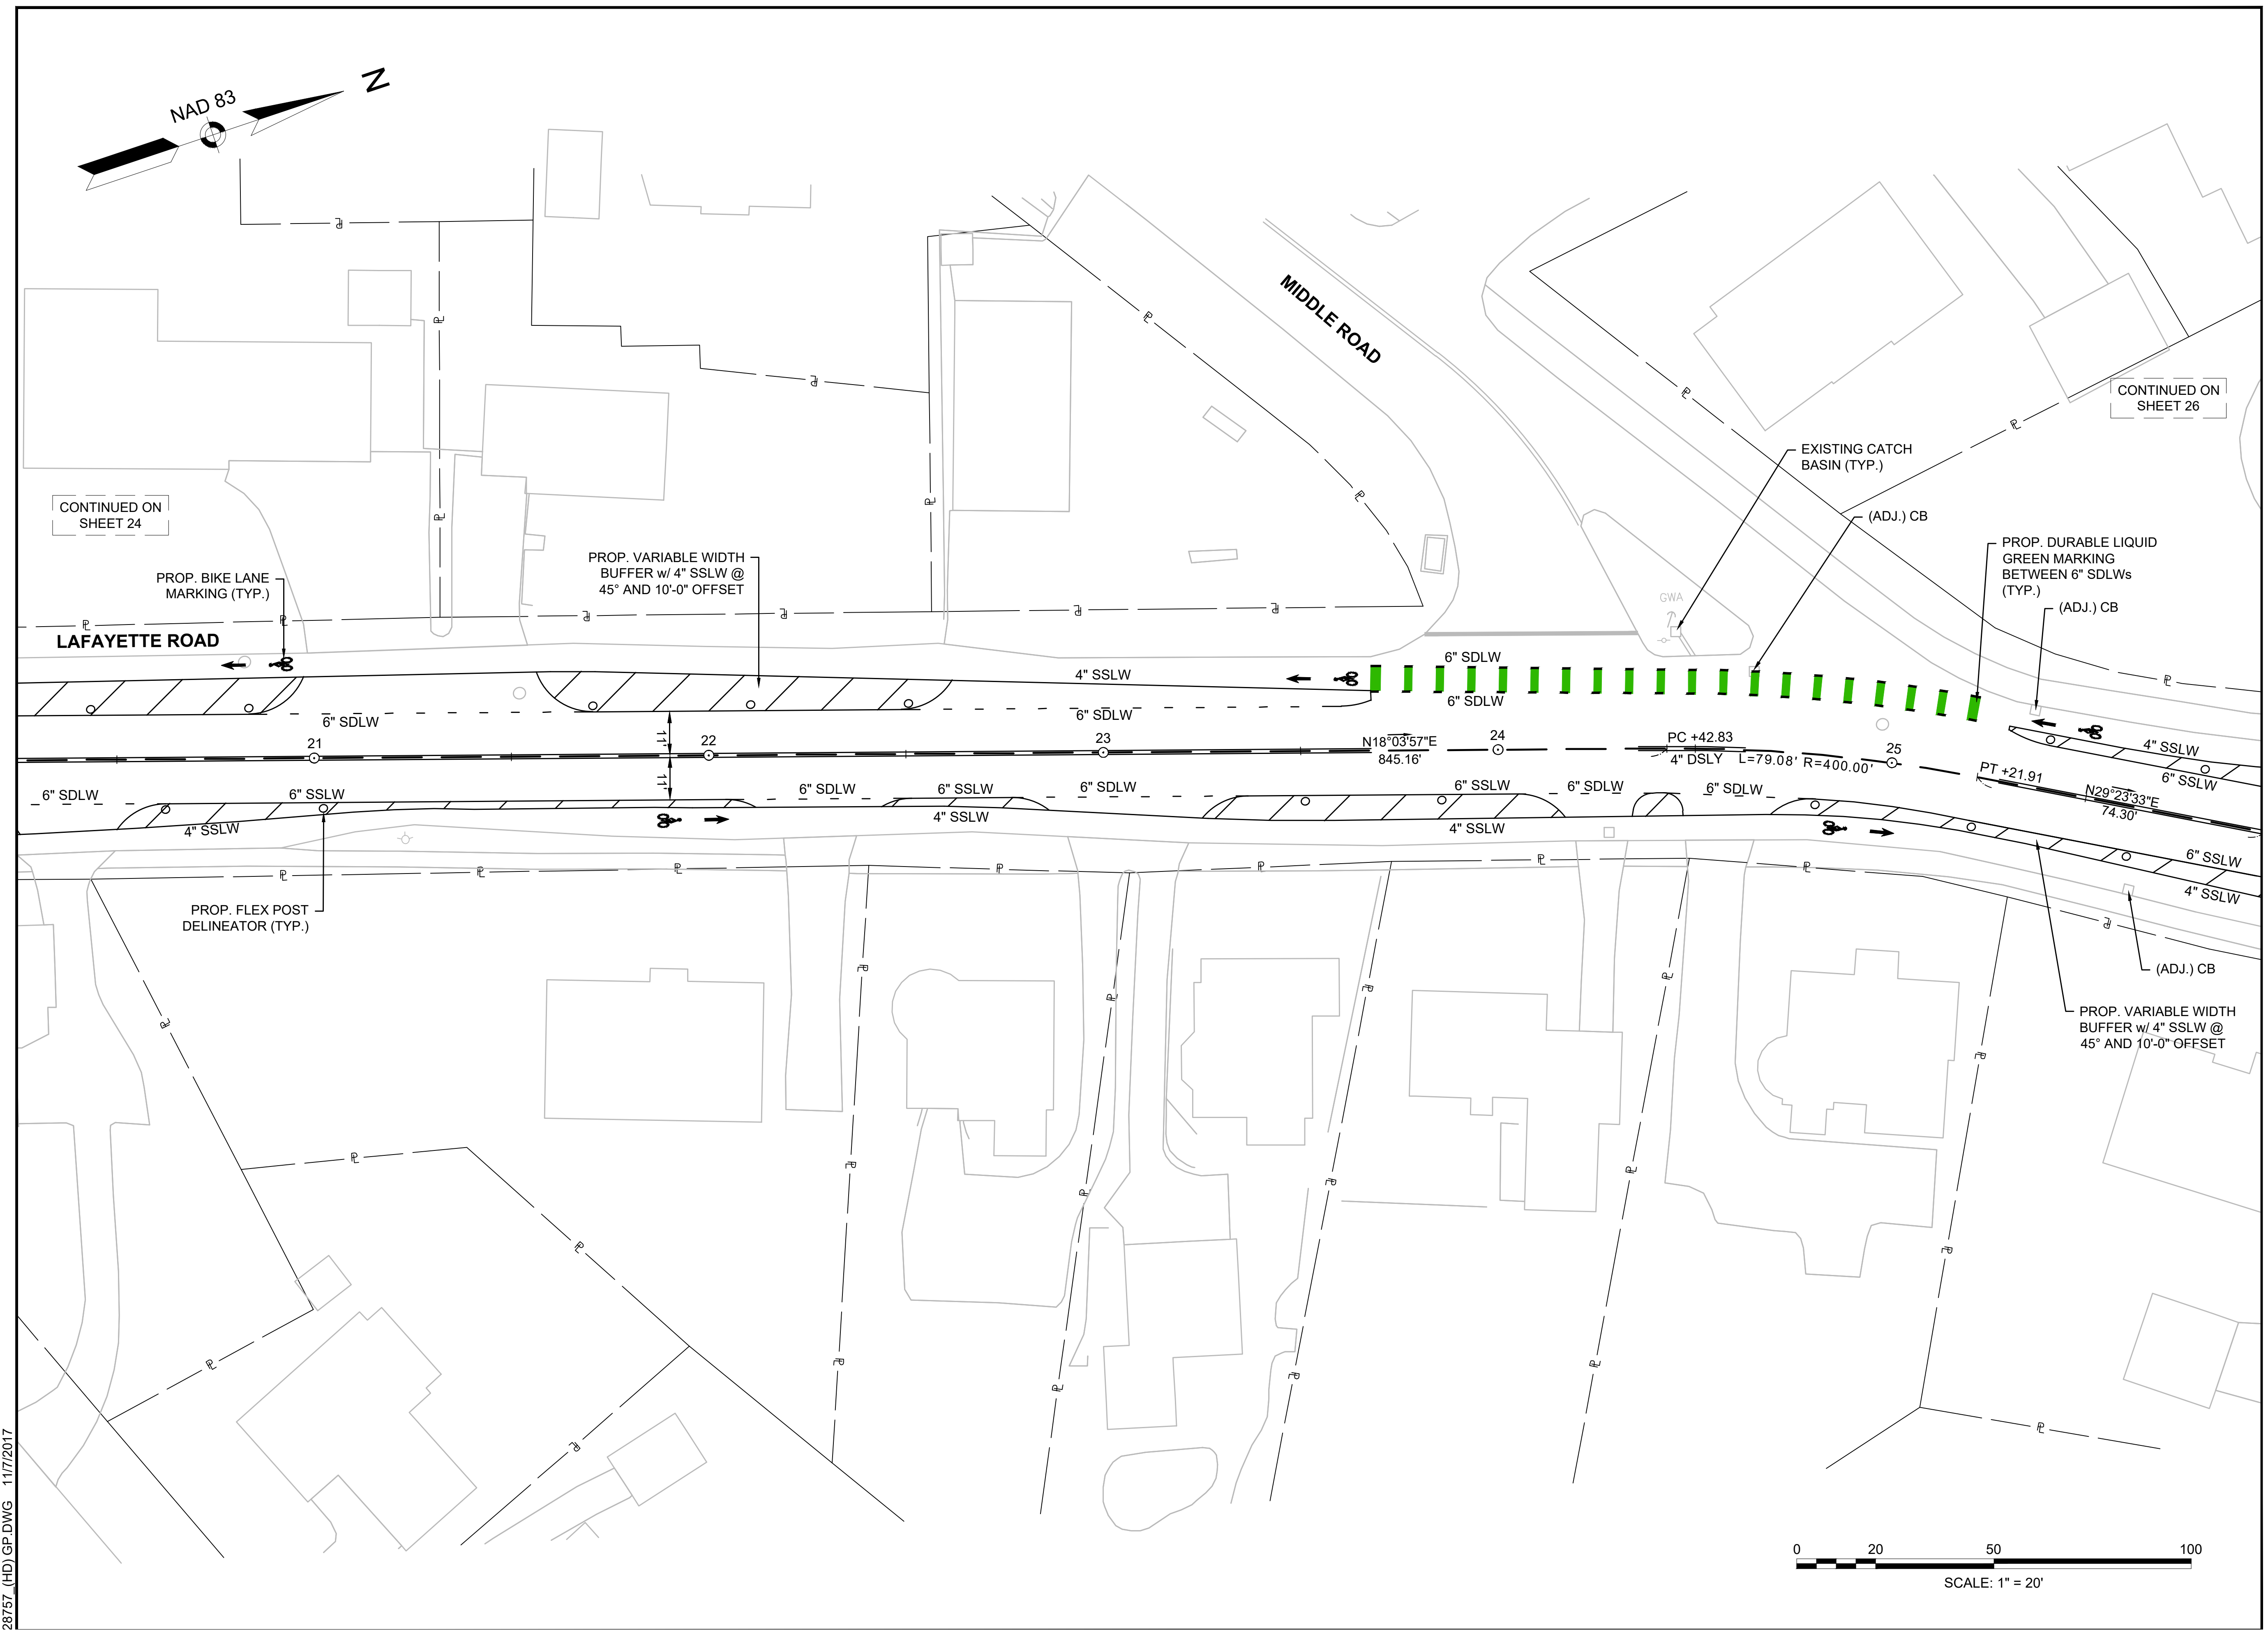 NAD 83
N
MIDDLE ROAD
CONTINUED ON
SHEET 26
EXISTING CATCH
BASIN (TYP.)
CONTINUED ON
SHEET 24
(ADJ.) CB
PROP. VARIABLE WIDTH
BUFFER w/ 4" SSLW @
45° AND 10'-0" OFFSET
PROP. DURABLE LIQUID
GREEN MARKING
BETWEEN 6" SDLWs
(TYP.)
PROP. BIKE LANE
MARKING (TYP.)
(ADJ.) CB
GWA
LAFAYETTE ROAD
6" SDLW
4" SSLW
6" SDLW
6" SDLW
6" SDLW
4" SSLW
6" SSLW
21
22
23
24
25
11'
11'
N18°03'57"E
845.16'
PC +42.83
4" DSLY
L=79.08' R=400.00'
PT +21.91
N29°23'33"E
74.30'
6" SDLW
6" SSLW
6" SDLW
6" SSLW
6" SDLW
6" SSLW
6" SDLW
6" SDLW
4" SSLW
4" SSLW
4" SSLW
6" SSLW
4" SSLW
PROP. FLEX POST
DELINEATOR (TYP.)
(ADJ.) CB
PROP. VARIABLE WIDTH
BUFFER w/ 4" SSLW @
45° AND 10'-0" OFFSET
0 20 50 100
SCALE: 1" = 20'
28757_(HD) GP.DWG 11/7/2017